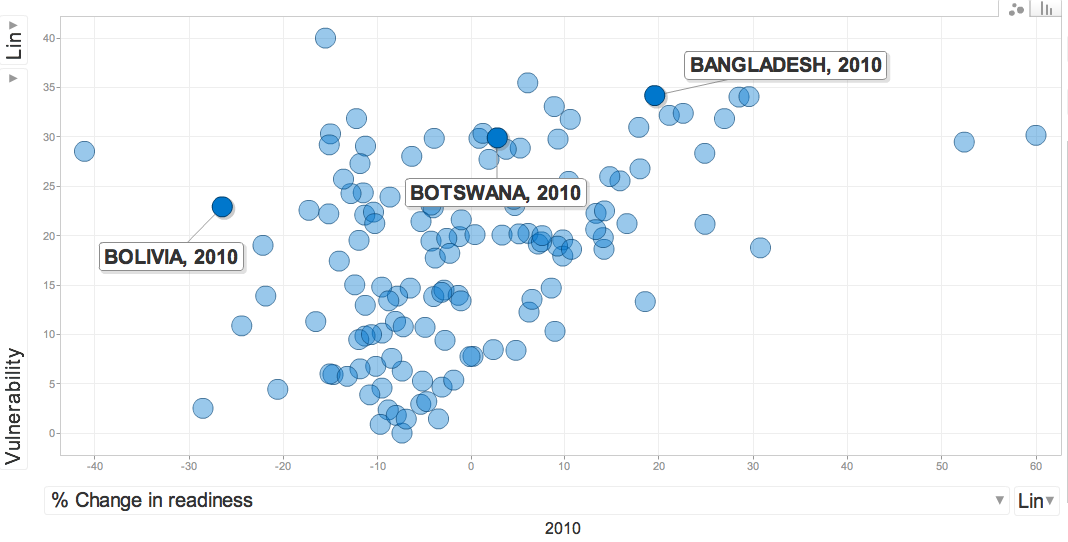 Lin
Vulnerability
40
35
30
25
20
15
10
5
0
BANGLADESH, 2010
BOTSWANA, 2010
BOLIVIA, 2010
-40 -30 -20 -10 0 10 20 30 40 50 60
% Change in readiness Lin
2010